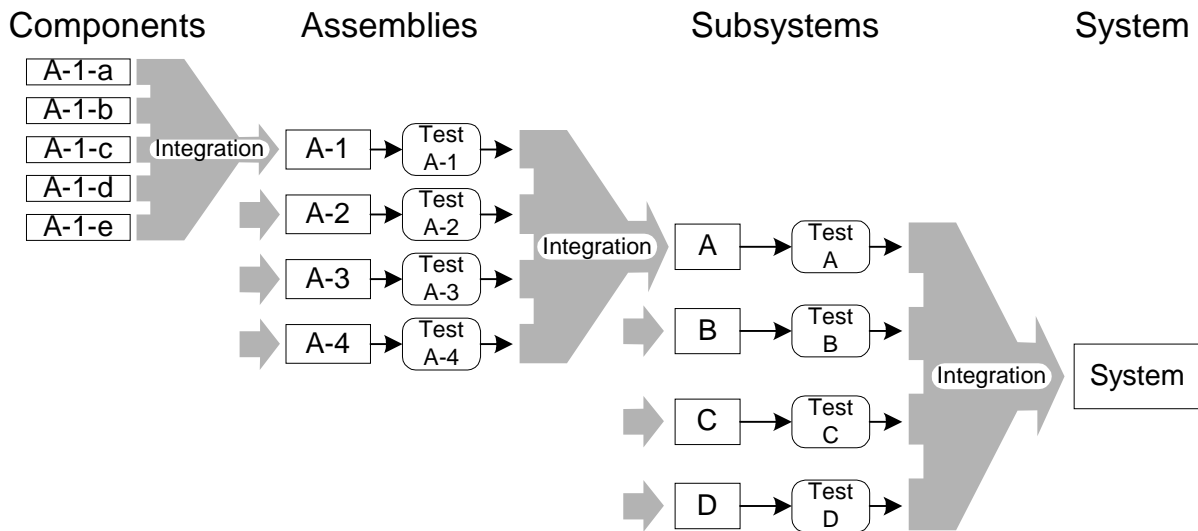 Components
Assemblies
Subsystems
System
A-1-a
A-1-b
A-1-c
A-1-d
A-1-e
Integration
A-1
Test
A-1
A-2
Test
A-2
A-3
Test
A-3
A-4
Test
A-4
Integration
A
Test
A
B
Test
B
C
Test
C
D
Test
D
Integration
System